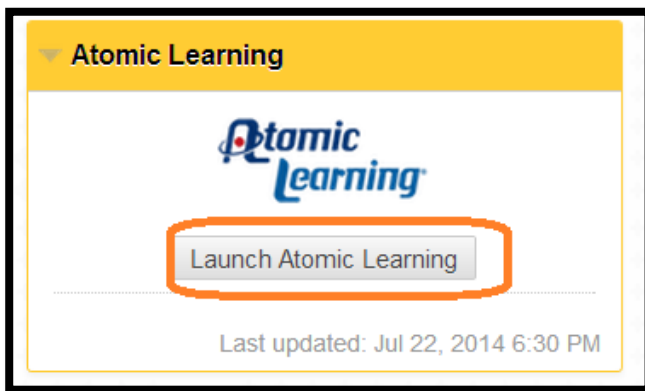 Atomic Learning
Atomic
Learning
Launch Atomic Learning
Last updated: Jul 22, 2014 6:30 PM